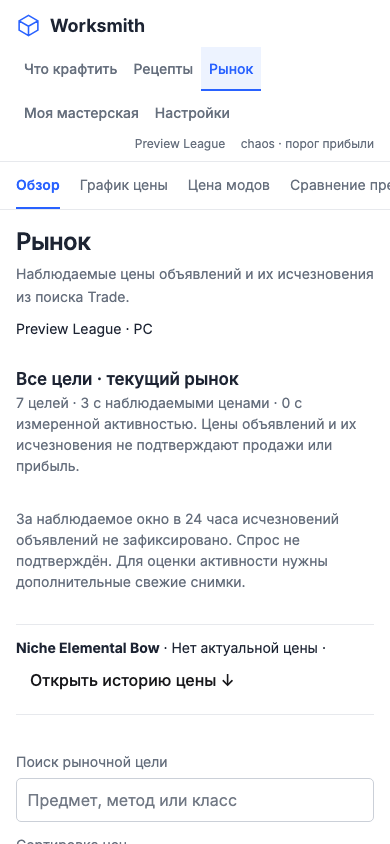 Worksmith
Что крафтить Рецепты Рынок
Моя мастерская Настройки
Preview League chaos · порог прибыли
Обзор График цены Цена модов Сравнение пре
Рынок
Наблюдаемые цены объявлений и их исчезновения
из поиска Trade.
Preview League · PC
Все цели · текущий рынок
7 целей · 3 с наблюдаемыми ценами · 0 с
измеренной активностью. Цены объявлений и их
исчезновения не подтверждают продажи или
прибыль.
За наблюдаемое окно в 24 часа исчезновений
объявлений не зафиксировано. Спрос не
подтверждён. Для оценки активности нужны
дополнительные свежие снимки.
Niche Elemental Bow · Нет актуальной цены ·
Открыть историю цены ↓
Поиск рыночной цели
Предмет, метод или класс